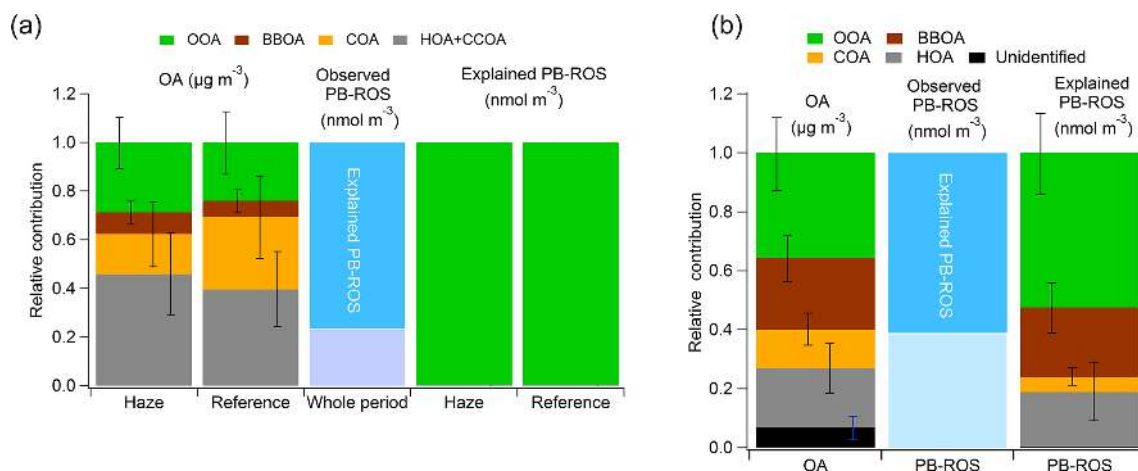 (a)
OOA BBOA COA HOA+CCOA
OA (µg m⁻³)
Observed
PB-ROS
(nmol m⁻³)
Explained PB-ROS
(nmol m⁻³)
Relative contribution
1.2
1.0
0.8
0.6
0.4
0.2
0.0
Explained PB-ROS
Haze Reference Whole period Haze Reference
(b)
OOA BBOA
COA HOA Unidentified
OA
(µg m⁻³)
Observed
PB-ROS
(nmol m⁻³)
Explained
PB-ROS
(nmol m⁻³)
Relative contribution
1.2
1.0
0.8
0.6
0.4
0.2
0.0
Explained PB-ROS
OA PB-ROS PB-ROS